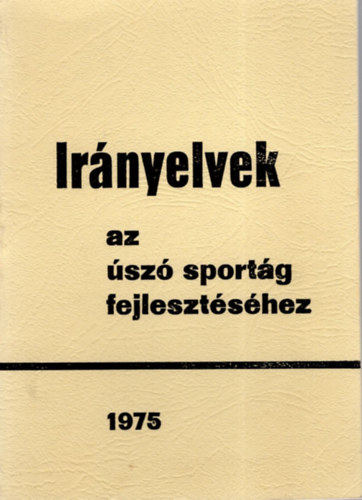 Irányelvek
az
úszó sportág
fejlesztéséhez
1975